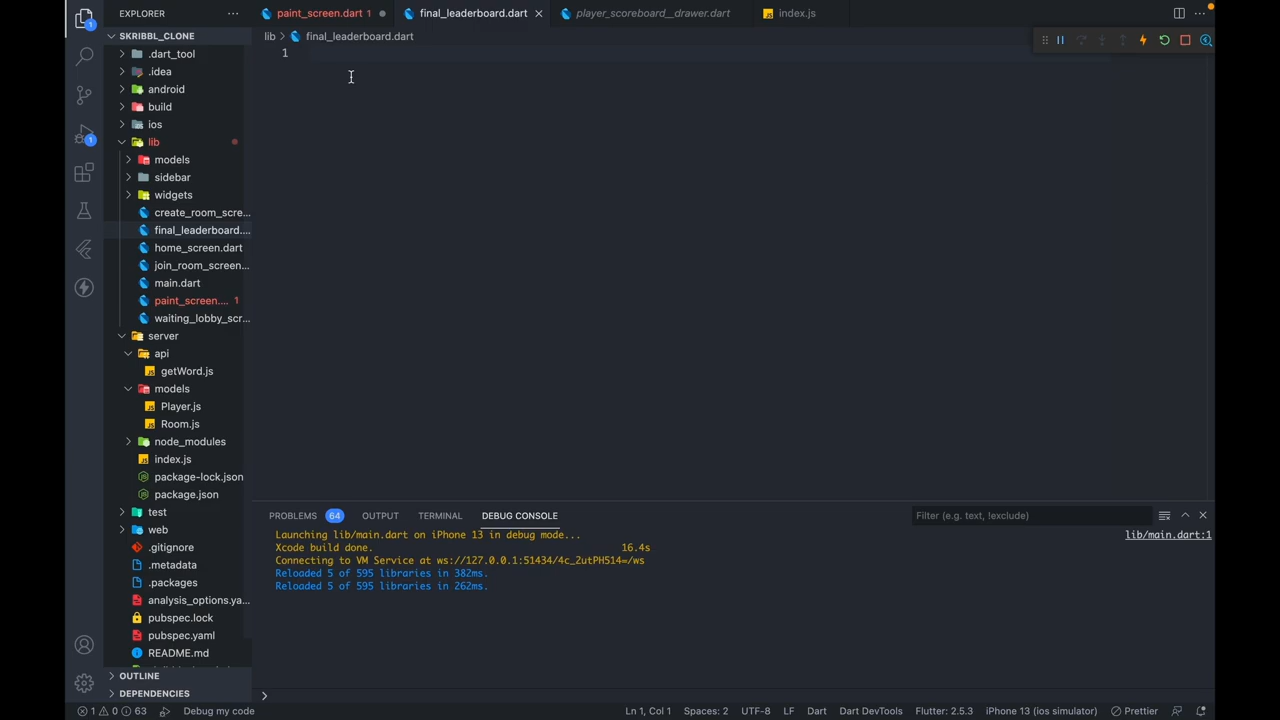 EXPLORER
paint_screen.dart 1
final_leaderboard.dart
player_scoreboard__drawer.dart
index.js
SKRIBBL_CLONE
lib
final_leaderboard.dart
1
.dart_tool
.idea
android
build
ios
lib
models
sidebar
widgets
create_room_scre...
final_leaderboard....
home_screen.dart
join_room_screen...
main.dart
paint_screen.... 1
waiting_lobby_scr...
server
api
getWord.js
models
Player.js
Room.js
node_modules
index.js
package-lock.json
package.json
test
web
.gitignore
.metadata
.packages
analysis_options.ya...
pubspec.lock
pubspec.yaml
README.md
OUTLINE
DEPENDENCIES
1
1
PROBLEMS 64 OUTPUT TERMINAL DEBUG CONSOLE
Filter (e.g. text, !exclude)
Launching lib/main.dart on iPhone 13 in debug mode...
lib/main.dart:1
Xcode build done. 16.4s
Connecting to VM Service at ws://127.0.0.1:51434/4c_2utPH514=/ws
Reloaded 5 of 595 libraries in 382ms.
Reloaded 5 of 595 libraries in 262ms.
1 0 63 Debug my code
Ln 1, Col 1 Spaces: 2 UTF-8 LF Dart Dart DevTools Flutter: 2.5.3 iPhone 13 (ios simulator) Prettier